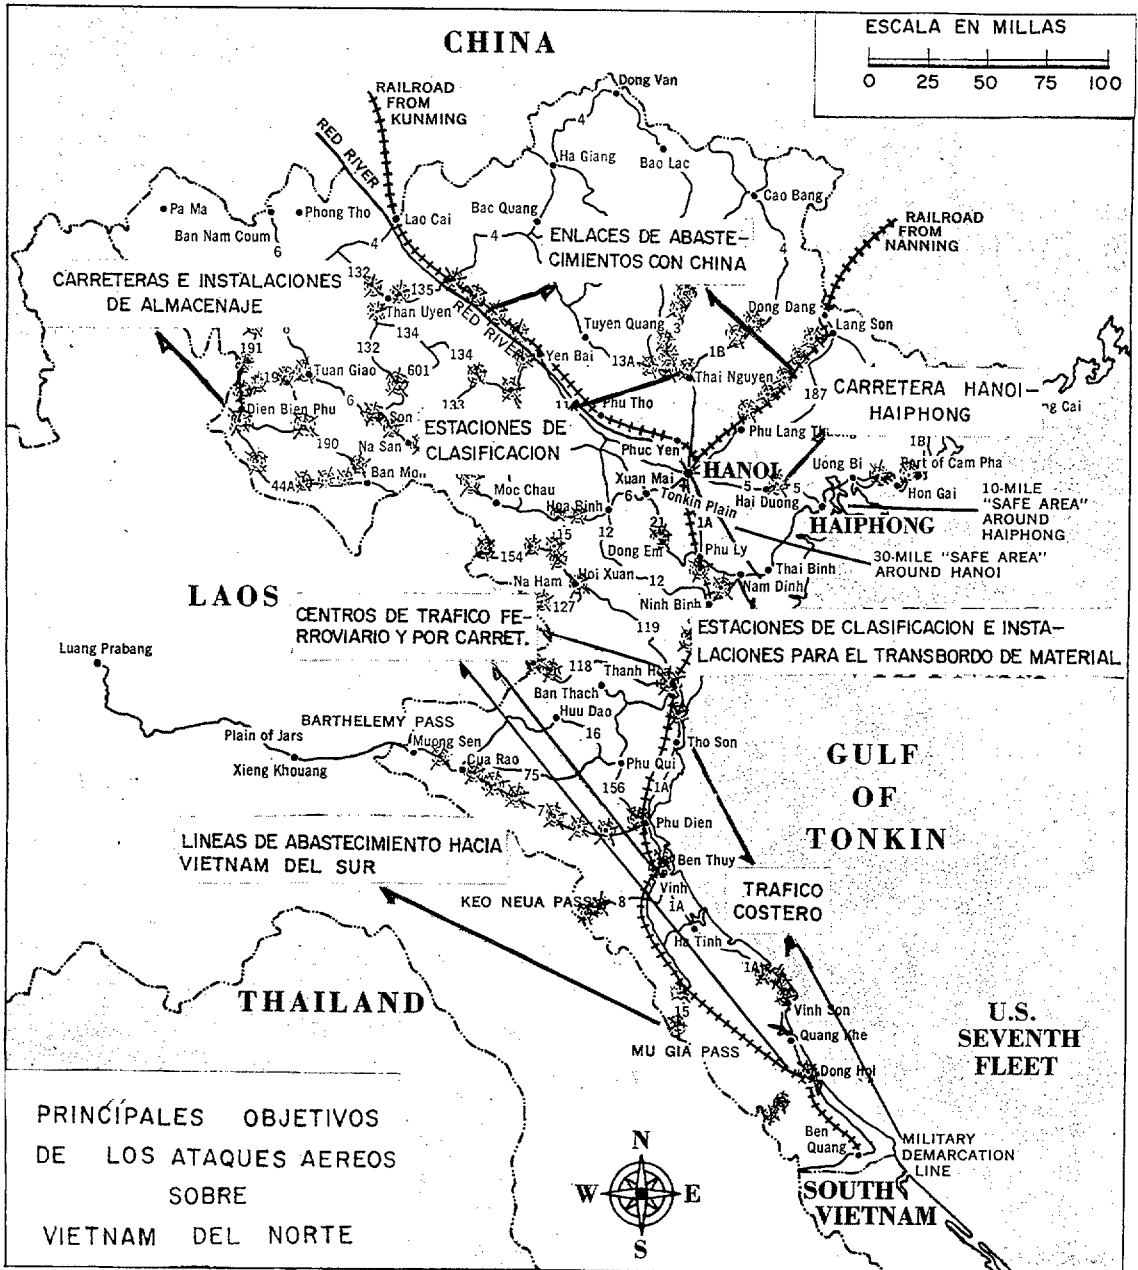 ESCALA EN MILLAS
0 25 50 75 100
CHINA
RAILROAD
FROM
KUNMING
RED RIVER
Dong Van
4
Ha Giang
Bao Lac
Cao Bang
Pa Ma
Phong Tho
Ban Nam Coum
6
Lao Cai
Bac Quang
4
4
4
RAILROAD
FROM
NANNING
ENLACES DE ABASTE-
CIMIENTOS CON CHINA
CARRETERAS E INSTALACIONES
DE ALMACENAJE
132
135
Than Uyen
RED RIVER
134
134
132
Tuyen Quang
3
Dong Dang
Lang Son
191
19
Tuan Giao
601
Yen Bai
13A
1B
Thai Nguyen
CARRETERA HANOI-
HAIPHONG
187
Dien Bien Phu
6
Son
133
11A
Phu Tho
ESTACIONES DE
CLASIFICACION
190
Na San
Phuc Yen
Phu Lang Thuong
HANOI
44A
Moc Chau
Hoa Binh
Xuan Mai
6
Tonkin Plain
5
5
Hai Duong
Uong Bi
Port of Cam Pha
Hon Gai
HAIPHONG
10-MILE
"SAFE AREA"
AROUND
HAIPHONG
30-MILE "SAFE AREA"
AROUND HANOI
154
15
12
21
Dong Em
1A
Phu Ly
Thai Binh
Nam Dinh
Na Ham
Hoi Xuan
12
Ninh Binh
127
119
LAOS
CENTROS DE TRAFICO FE-
RROVIARIO Y POR CARRET.
ESTACIONES DE CLASIFICACION E INSTA-
LACIONES PARA EL TRANSBORDO DE MATERIAL
Luang Prabang
118
Thanh Hoa
Ban Thach
Huu Dao
BARTHELEMY PASS
16
Plain of Jars
Muong Sen
Tho Son
Xieng Khouang
Cua Rao
75
Phu Qui
156
1A
7
Phu Dien
GULF
OF
TONKIN
LINEAS DE ABASTECIMIENTO HACIA
VIETNAM DEL SUR
Ben Thuy
Vinh
1A
KEO NEUA PASS
8
TRAFICO
COSTERO
Ha Tinh
1A
THAILAND
15
Vinh Son
Quang Khe
MU GIA PASS
U.S.
SEVENTH
FLEET
Dong Hoi
PRINCÍPALES OBJETIVOS
DE LOS ATAQUES AEREOS
SOBRE
VIETNAM DEL NORTE
N
W E
S
Ben
Quang
MILITARY
DEMARCATION
LINE
SOUTH
VIETNAM